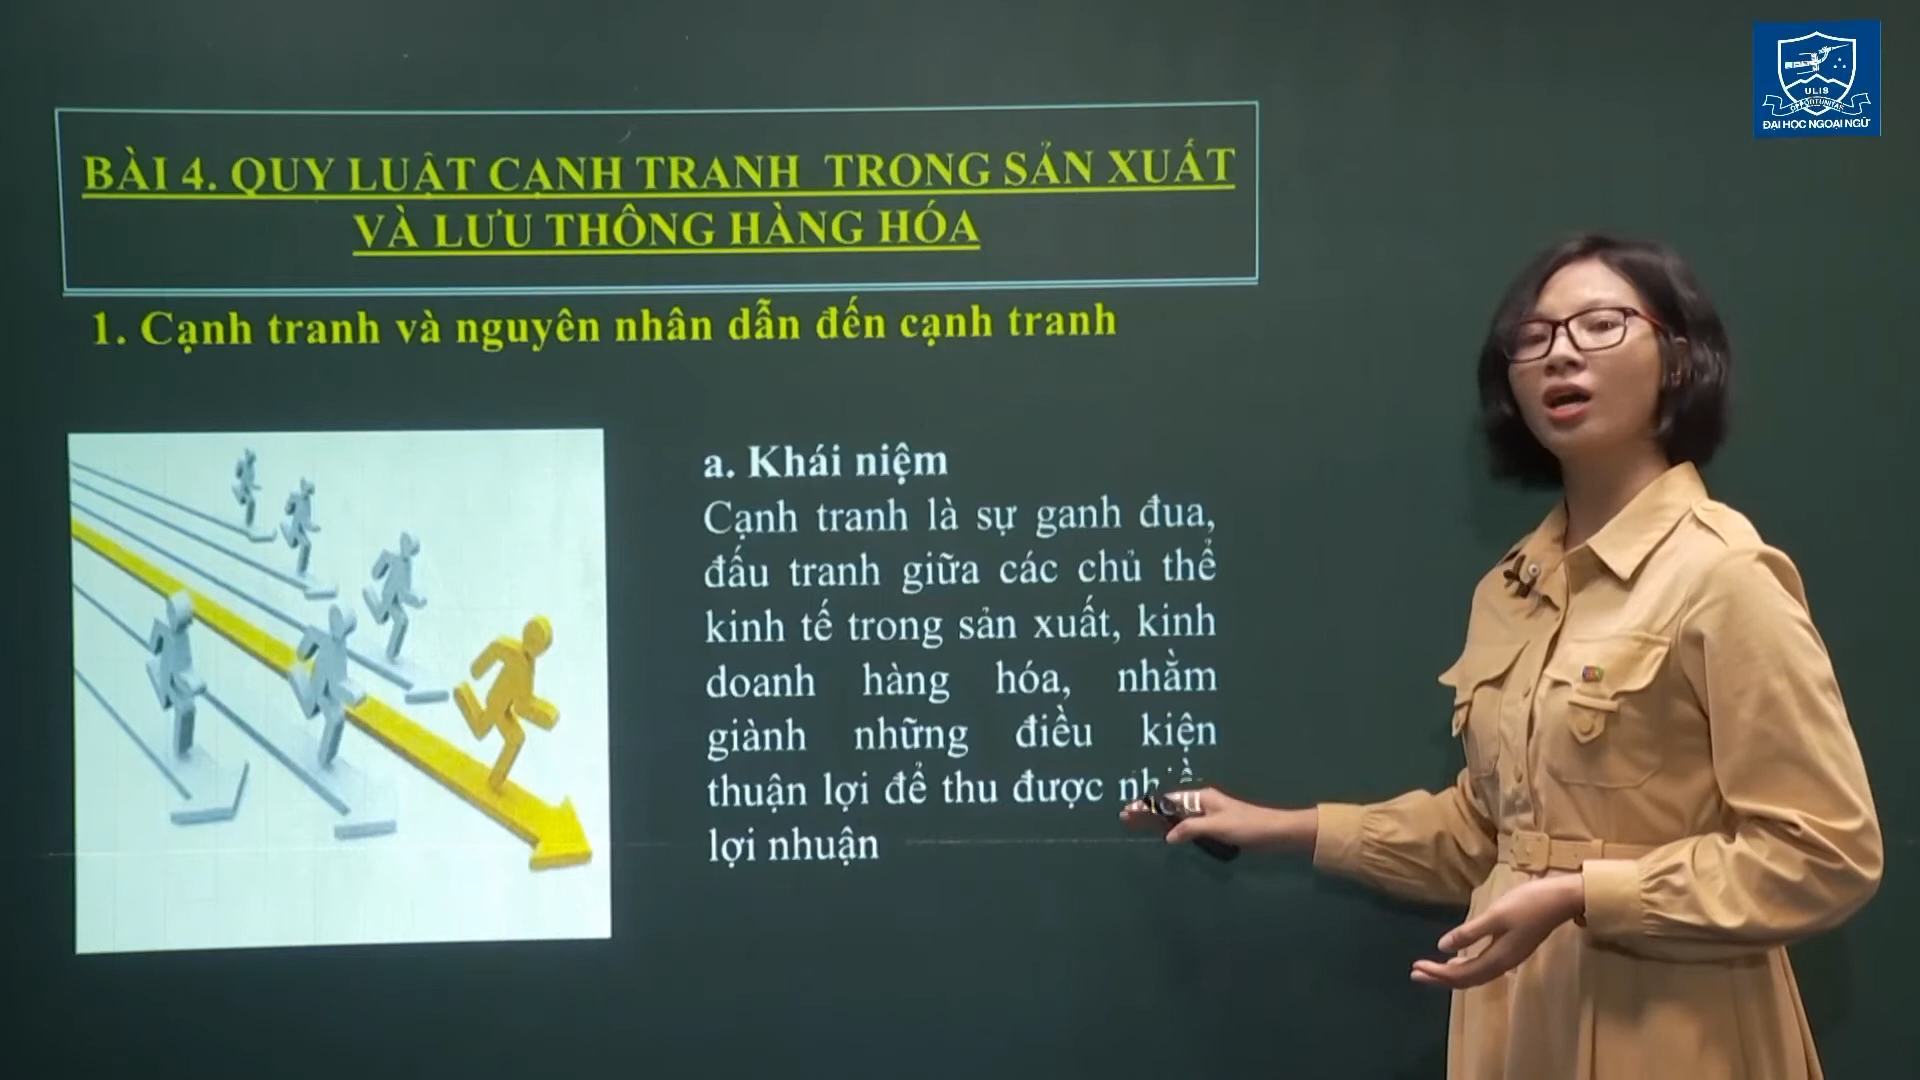 BÀI 4. QUY LUẬT CẠNH TRANH TRONG SẢN XUẤT
VÀ LƯU THÔNG HÀNG HÓA
1. Cạnh tranh và nguyên nhân dẫn đến cạnh tranh
a. Khái niệm
Cạnh tranh là sự ganh đua,
đấu tranh giữa các chủ thể
kinh tế trong sản xuất, kinh
doanh hàng hóa, nhằm
giành những điều kiện
thuận lợi để thu được nhiều
lợi nhuận
ULIS
OPPORTUNITAS
ĐẠI HỌC NGOẠI NGỮ